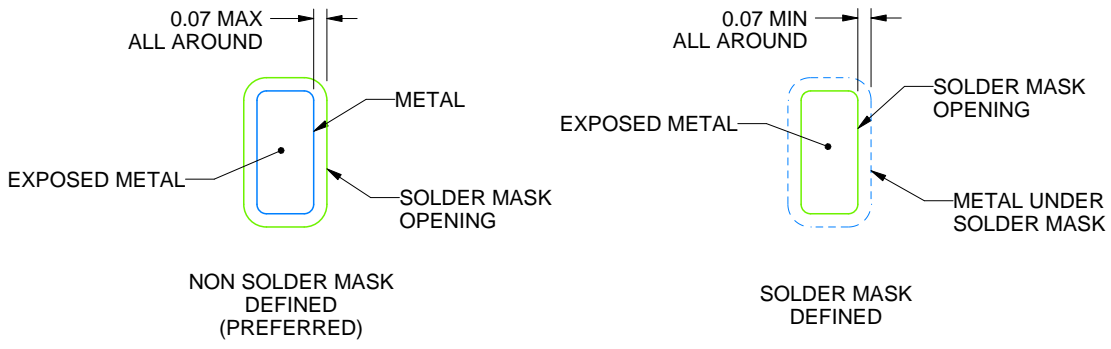 0.07 MAX
ALL AROUND
METAL
EXPOSED METAL
SOLDER MASK
OPENING
NON SOLDER MASK
DEFINED
(PREFERRED)
0.07 MIN
ALL AROUND
SOLDER MASK
OPENING
EXPOSED METAL
METAL UNDER
SOLDER MASK
SOLDER MASK
DEFINED